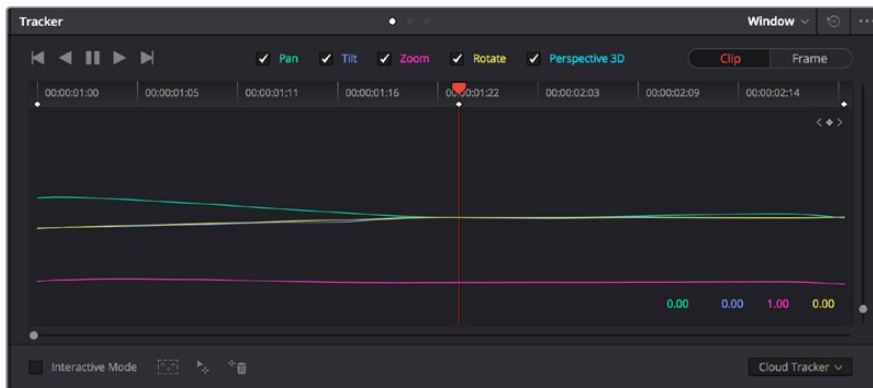 Tracker Window
Pan Tilt Zoom Rotate Perspective 3D Clip Frame
00:00:01:00 00:00:01:05 00:00:01:11 00:00:01:16 00:00:01:22 00:00:02:03 00:00:02:09 00:00:02:14
0.00 0.00 1.00 0.00
Interactive Mode Cloud Tracker